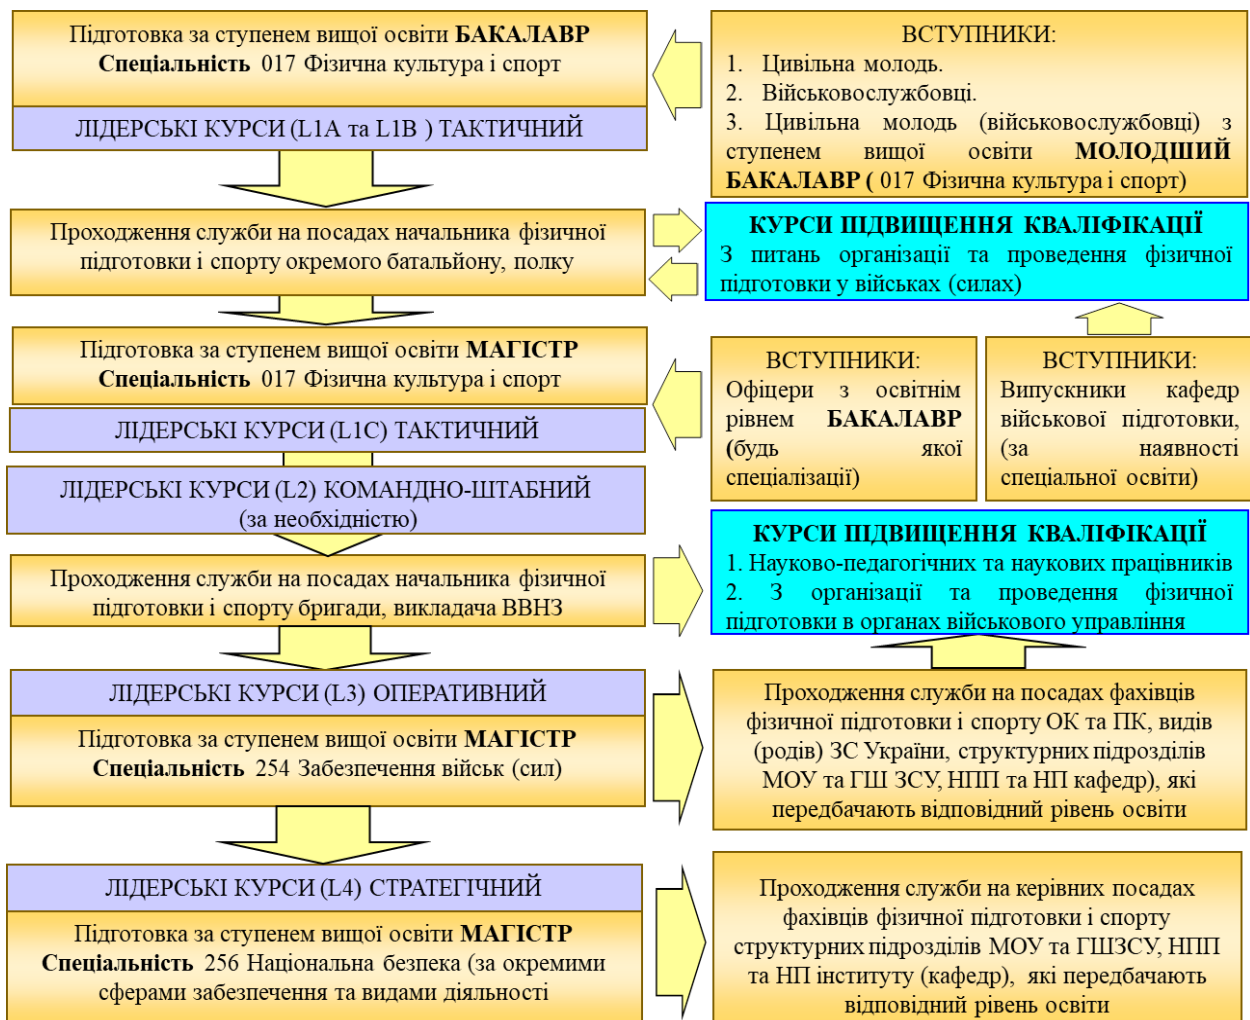 Підготовка за ступенем вищої освіти БАКАЛАВР
Спеціальність 017 Фізична культура і спорт
ЛІДЕРСЬКІ КУРСИ (L1A та L1B ) ТАКТИЧНИЙ
ВСТУПНИКИ:
1. Цивільна молодь.
2. Військовослужбовці.
3. Цивільна молодь (військовослужбовці) з
ступенем вищої освіти МОЛОДШИЙ
БАКАЛАВР ( 017 Фізична культура і спорт)
Проходження служби на посадах начальника фізичної
підготовки і спорту окремого батальйону, полку
КУРСИ ПІДВИЩЕННЯ КВАЛІФІКАЦІЇ
З питань організації та проведення фізичної
підготовки у військах (силах)
Підготовка за ступенем вищої освіти МАГІСТР
Спеціальність 017 Фізична культура і спорт
ЛІДЕРСЬКІ КУРСИ (L1C) ТАКТИЧНИЙ
ВСТУПНИКИ:
Офіцери з освітнім
рівнем БАКАЛАВР
(будь якої
спеціалізації)
ВСТУПНИКИ:
Випускники кафедр
військової підготовки,
(за наявності
спеціальної освіти)
ЛІДЕРСЬКІ КУРСИ (L2) КОМАНДНО-ШТАБНИЙ
(за необхідністю)
КУРСИ ПІДВИЩЕННЯ КВАЛІФІКАЦІЇ
1. Науково-педагогічних та наукових працівників
2. З організації та проведення фізичної
підготовки в органах військового управління
Проходження служби на посадах начальника фізичної
підготовки і спорту бригади, викладача ВВНЗ
ЛІДЕРСЬКІ КУРСИ (L3) ОПЕРАТИВНИЙ
Підготовка за ступенем вищої освіти МАГІСТР
Спеціальність 254 Забезпечення військ (сил)
Проходження служби на посадах фахівців
фізичної підготовки і спорту ОК та ПК, видів
(родів) ЗС України, структурних підрозділів
МОУ та ГШ ЗСУ, НПП та НП кафедр), які
передбачають відповідний рівень освіти
ЛІДЕРСЬКІ КУРСИ (L4) СТРАТЕГІЧНИЙ
Підготовка за ступенем вищої освіти МАГІСТР
Спеціальність 256 Національна безпека (за окремими
сферами забезпечення та видами діяльності
Проходження служби на керівних посадах
фахівців фізичної підготовки і спорту
структурних підрозділів МОУ та ГШЗСУ, НПП
та НП інституту (кафедр), які передбачають
відповідний рівень освіти